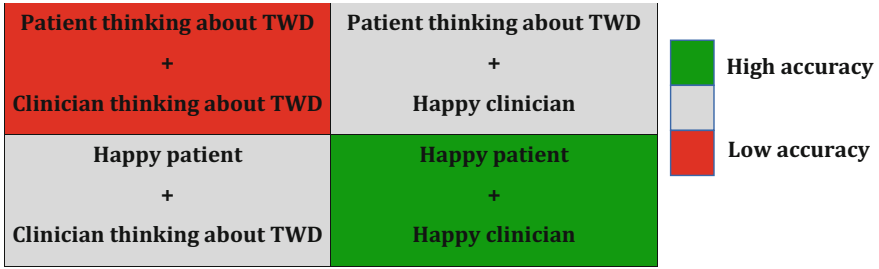 Patient thinking about TWD
+
Clinician thinking about TWD
Patient thinking about TWD
+
Happy clinician
Happy patient
+
Clinician thinking about TWD
Happy patient
+
Happy clinician
High accuracy
Low accuracy